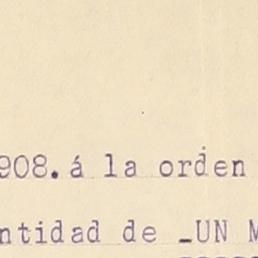 908. á la orden
ntidad de _UN M